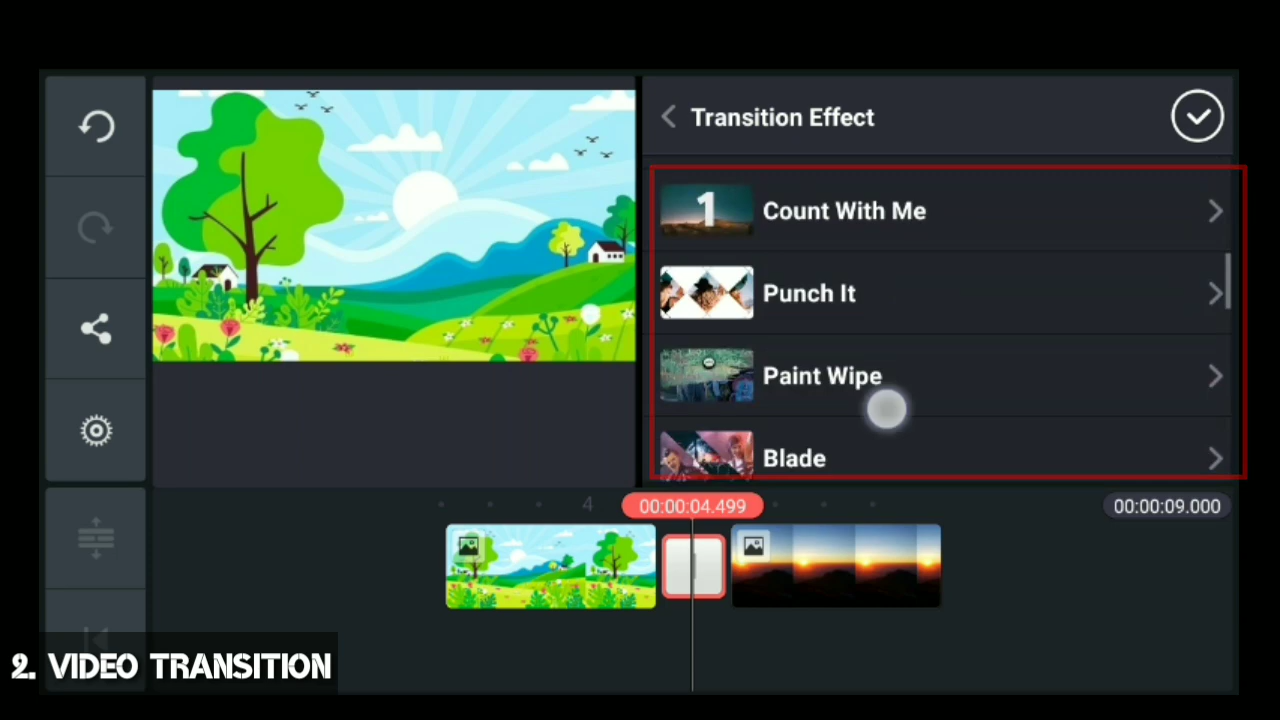 Transition Effect
1
Count With Me
Punch It
Paint Wipe
Blade
4
00:00:04.499
00:00:09.000
2. VIDEO TRANSITION